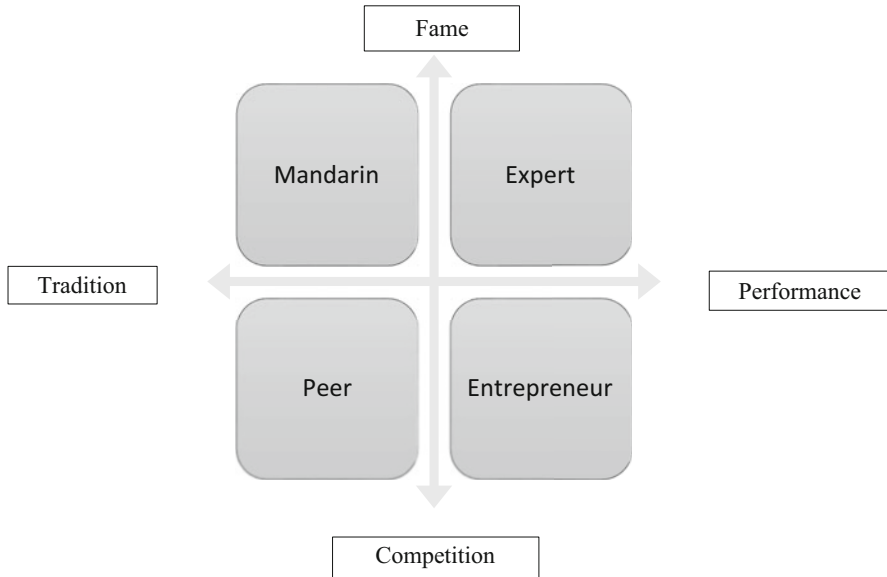 Fame
Mandarin
Expert
Tradition
Performance
Peer
Entrepreneur
Competition